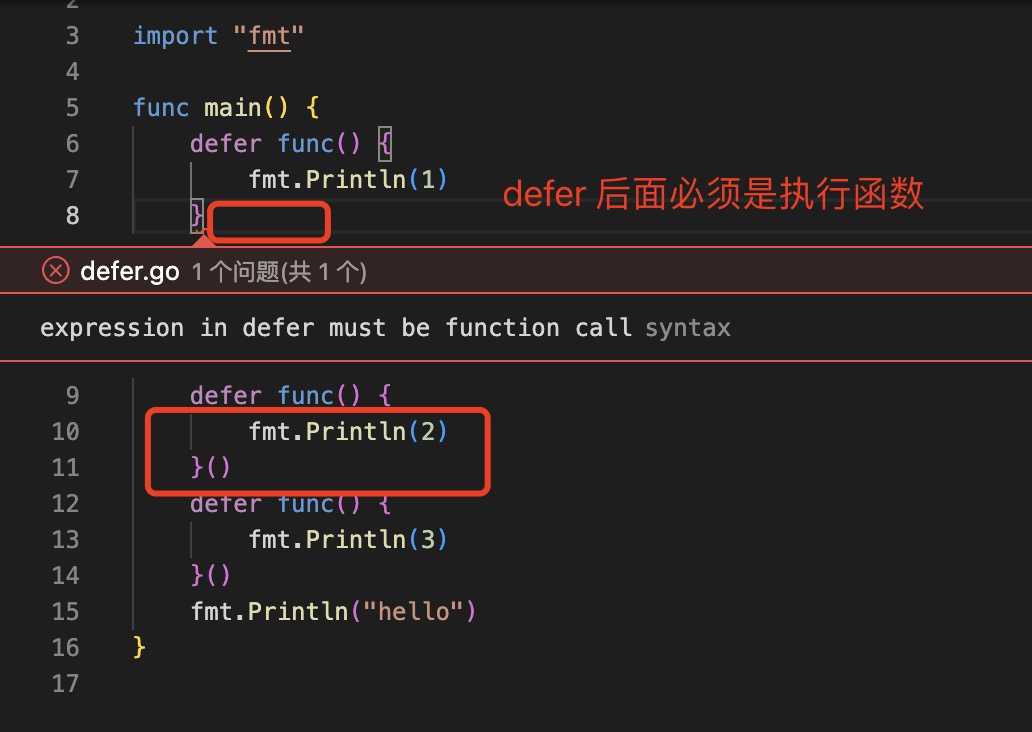 2
3 import "fmt"
4
5 func main() {
6 defer func() {
7 fmt.Println(1)
defer 后面必须是执行函数
8 }
defer.go 1 个问题(共 1 个)
expression in defer must be function call syntax
9 defer func() {
10 fmt.Println(2)
11 }()
12 defer func() {
13 fmt.Println(3)
14 }()
15 fmt.Println("hello")
16 }
17